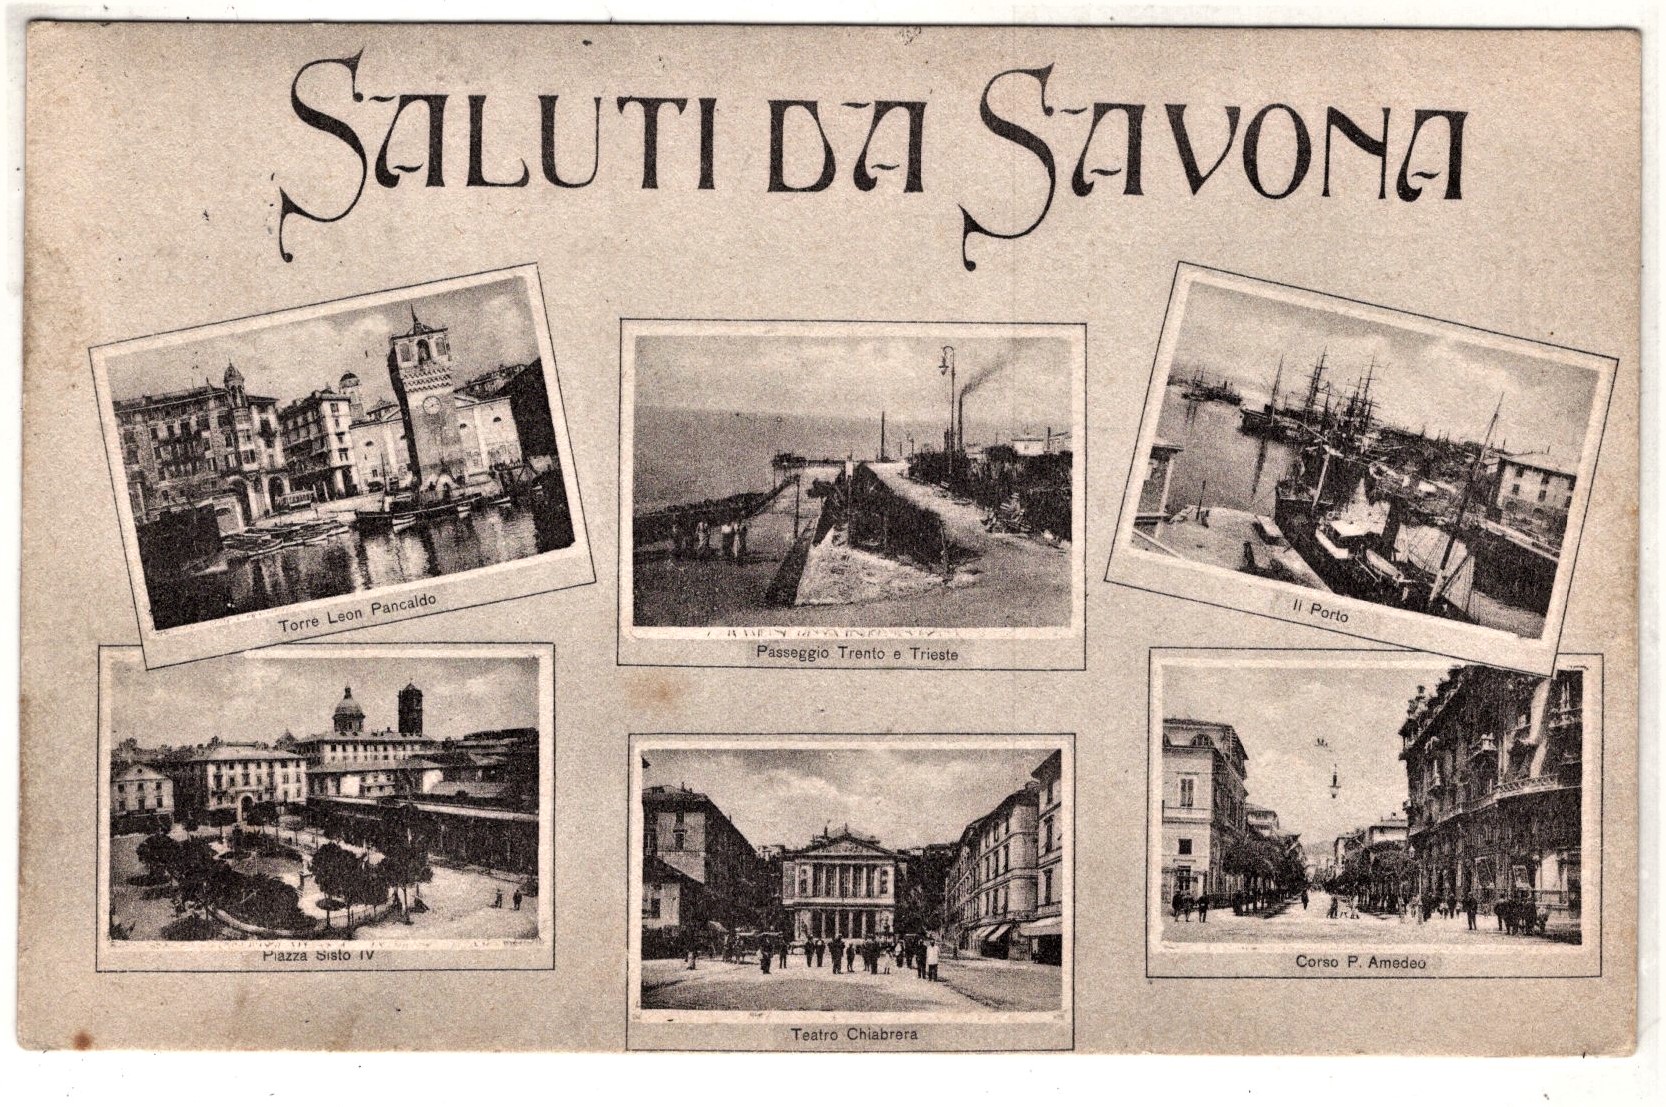 SALUTI DA SAVONA
Torre Leon Pancaldo
Passeggio Trento e Trieste
Il Porto
Piazza Sisto IV
Teatro Chiabrera
Corso P. Amedeo